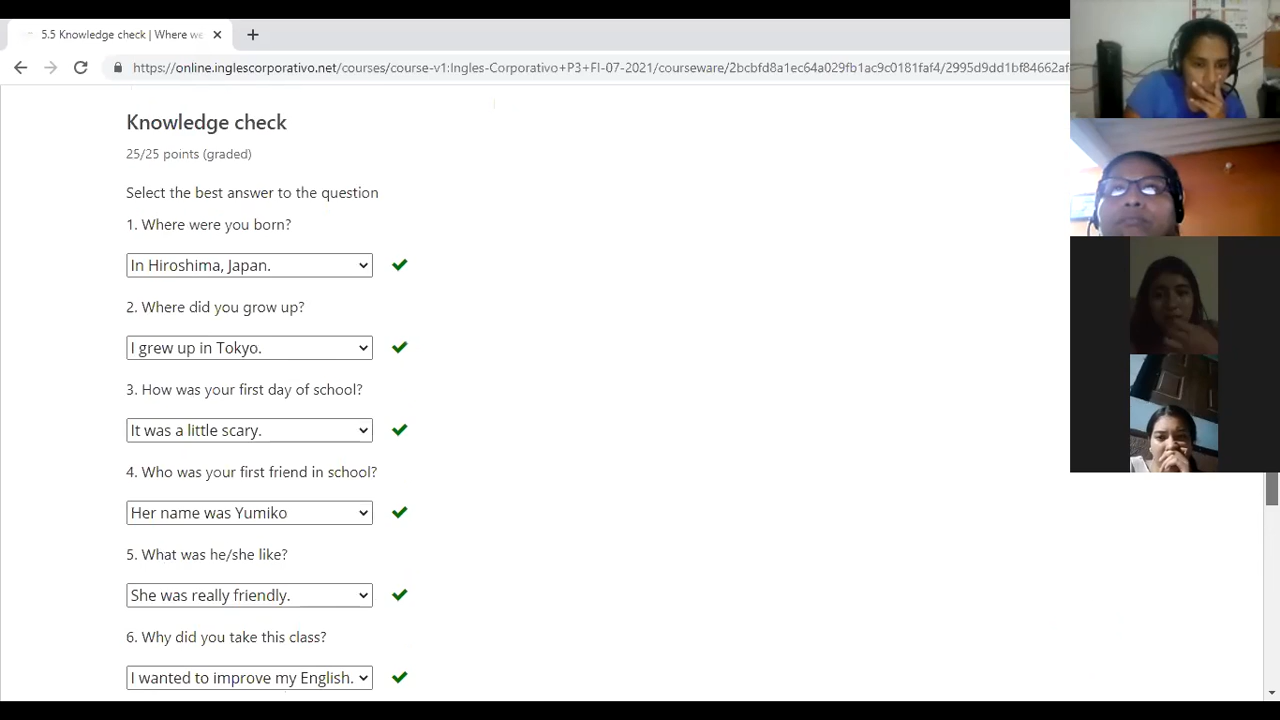 5.5 Knowledge check | Where we
https://online.inglescorporativo.net/courses/course-v1:Ingles-Corporativo+P3+FI-07-2021/courseware/2bcbfd8a1ec64a029fb1ac9c0181faf4/2995d9dd1bf84662af
Knowledge check
25/25 points (graded)
Select the best answer to the question
1. Where were you born?
In Hiroshima, Japan.
2. Where did you grow up?
I grew up in Tokyo.
3. How was your first day of school?
It was a little scary.
4. Who was your first friend in school?
Her name was Yumiko
5. What was he/she like?
She was really friendly.
6. Why did you take this class?
I wanted to improve my English.